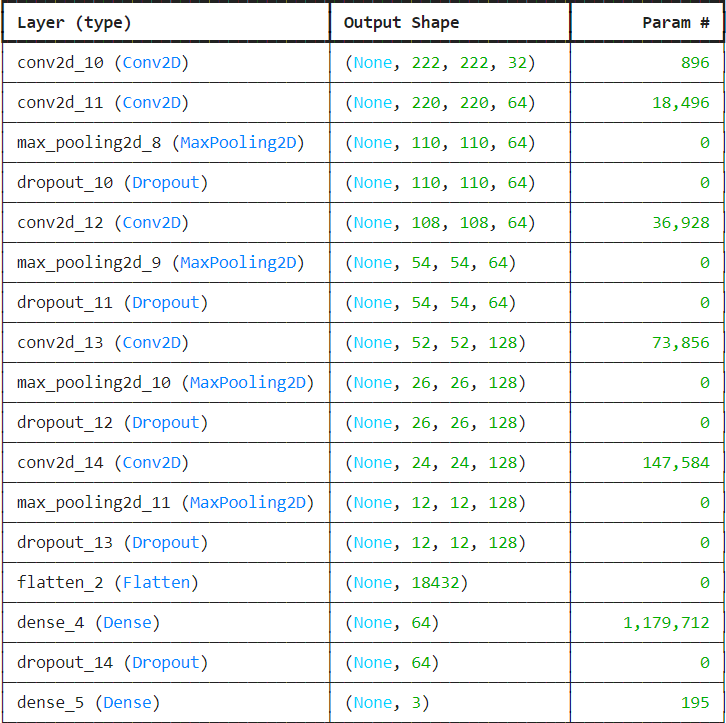 Layer (type) Output Shape Param #
conv2d_10 (Conv2D) (None, 222, 222, 32) 896
conv2d_11 (Conv2D) (None, 220, 220, 64) 18,496
max_pooling2d_8 (MaxPooling2D) (None, 110, 110, 64) 0
dropout_10 (Dropout) (None, 110, 110, 64) 0
conv2d_12 (Conv2D) (None, 108, 108, 64) 36,928
max_pooling2d_9 (MaxPooling2D) (None, 54, 54, 64) 0
dropout_11 (Dropout) (None, 54, 54, 64) 0
conv2d_13 (Conv2D) (None, 52, 52, 128) 73,856
max_pooling2d_10 (MaxPooling2D) (None, 26, 26, 128) 0
dropout_12 (Dropout) (None, 26, 26, 128) 0
conv2d_14 (Conv2D) (None, 24, 24, 128) 147,584
max_pooling2d_11 (MaxPooling2D) (None, 12, 12, 128) 0
dropout_13 (Dropout) (None, 12, 12, 128) 0
flatten_2 (Flatten) (None, 18432) 0
dense_4 (Dense) (None, 64) 1,179,712
dropout_14 (Dropout) (None, 64) 0
dense_5 (Dense) (None, 3) 195